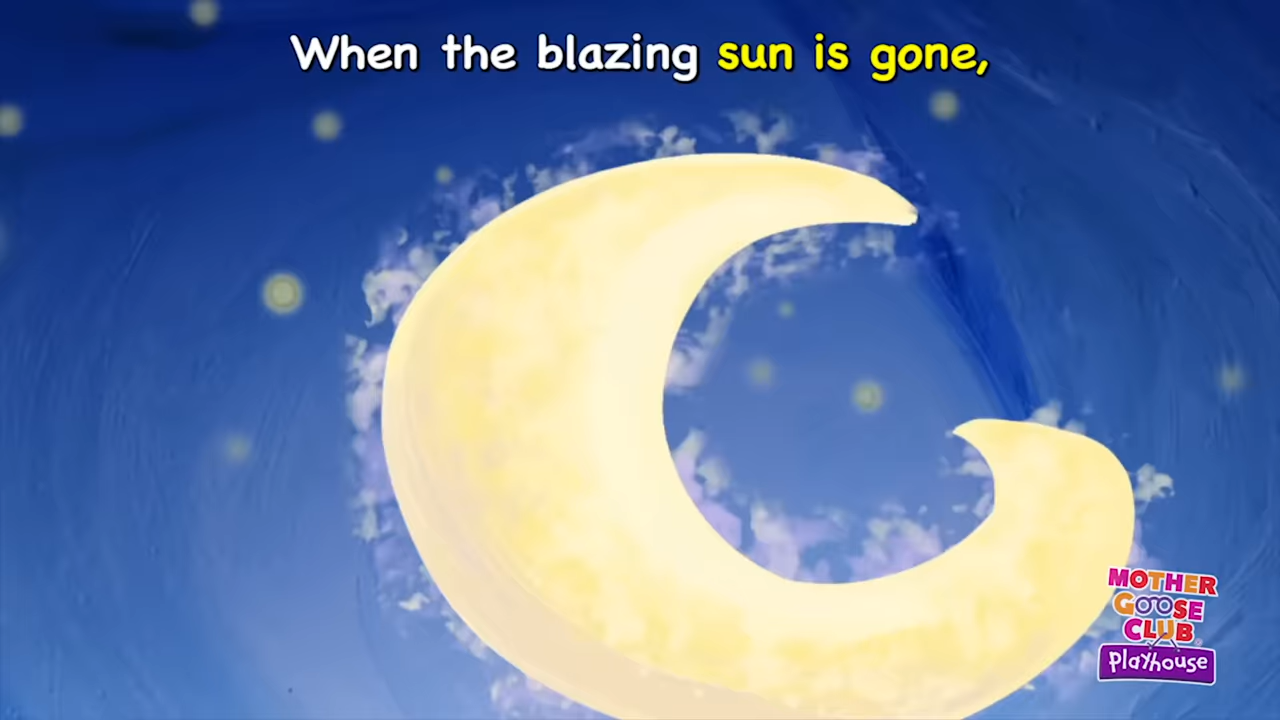 When the blazing sun is gone,
MOTHER
GOOSE
CLUB
Playhouse